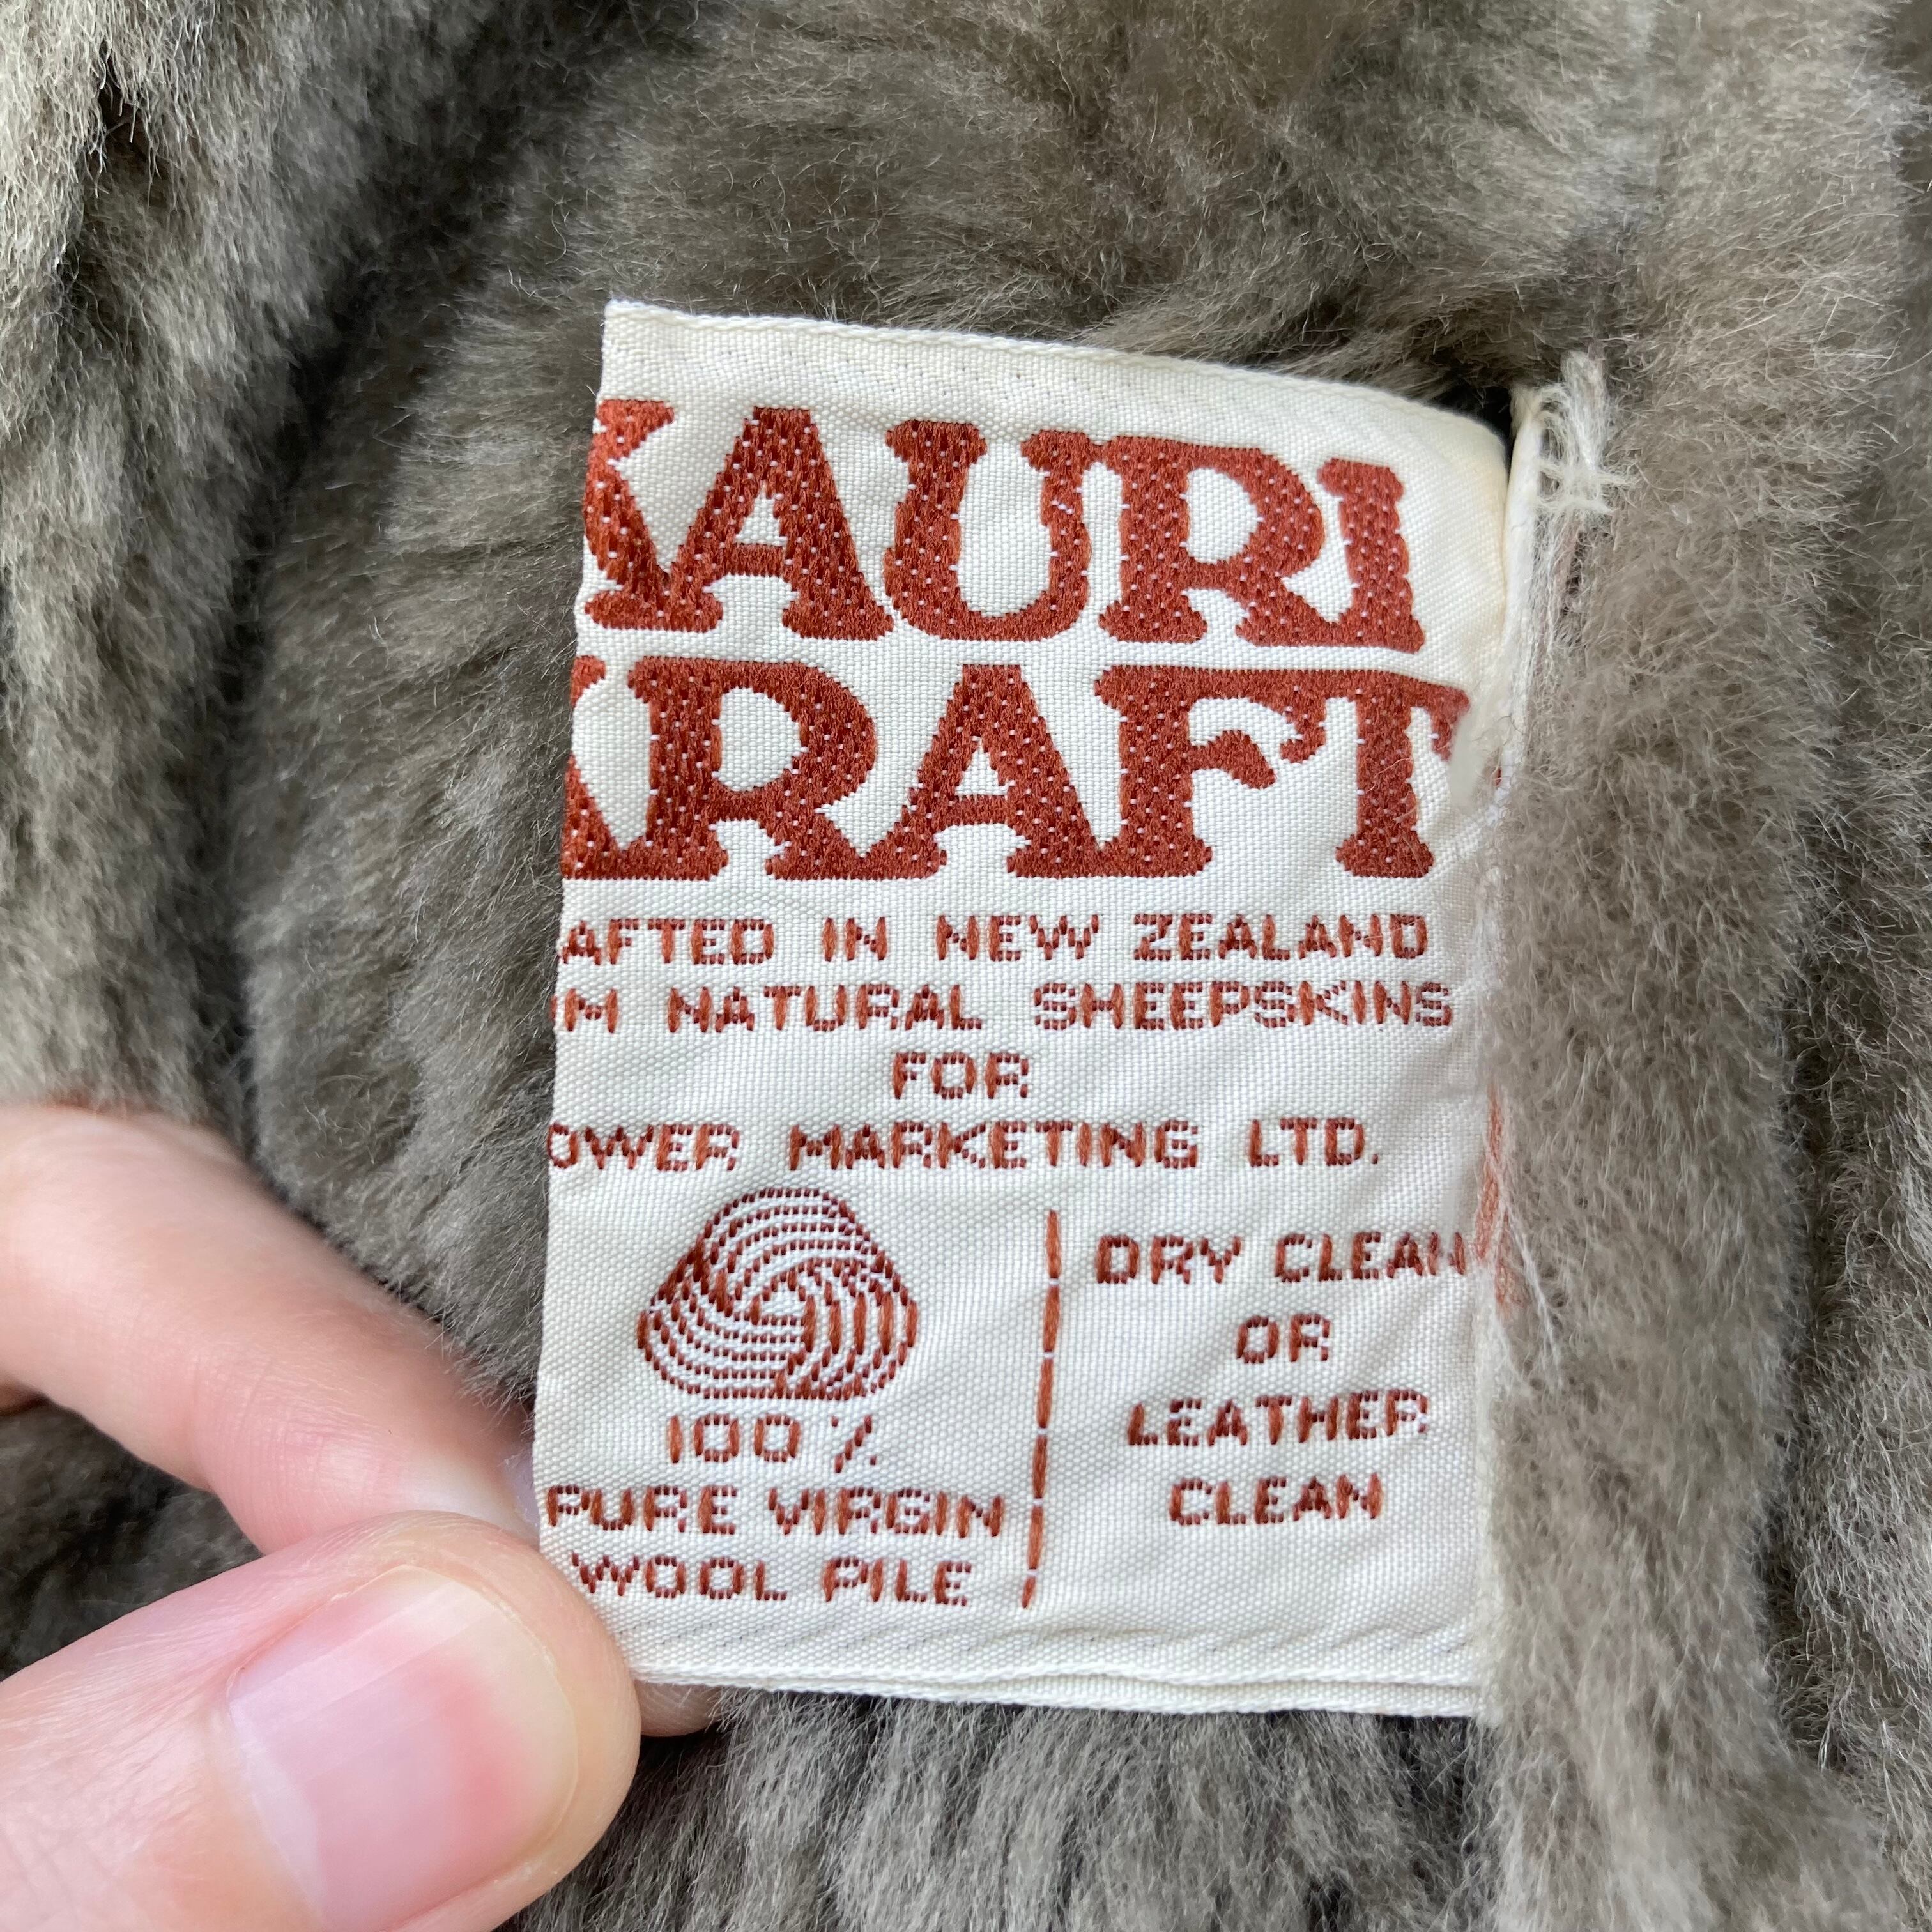 KAURI
KRAFT
AFTED IN NEW ZEALAND
M NATURAL SHEEPSKINS
FOR
OWER MARKETING LTD.
100%
PURE VIRGIN
WOOL PILE
DRY CLEAN
OR
LEATHER
CLEAN